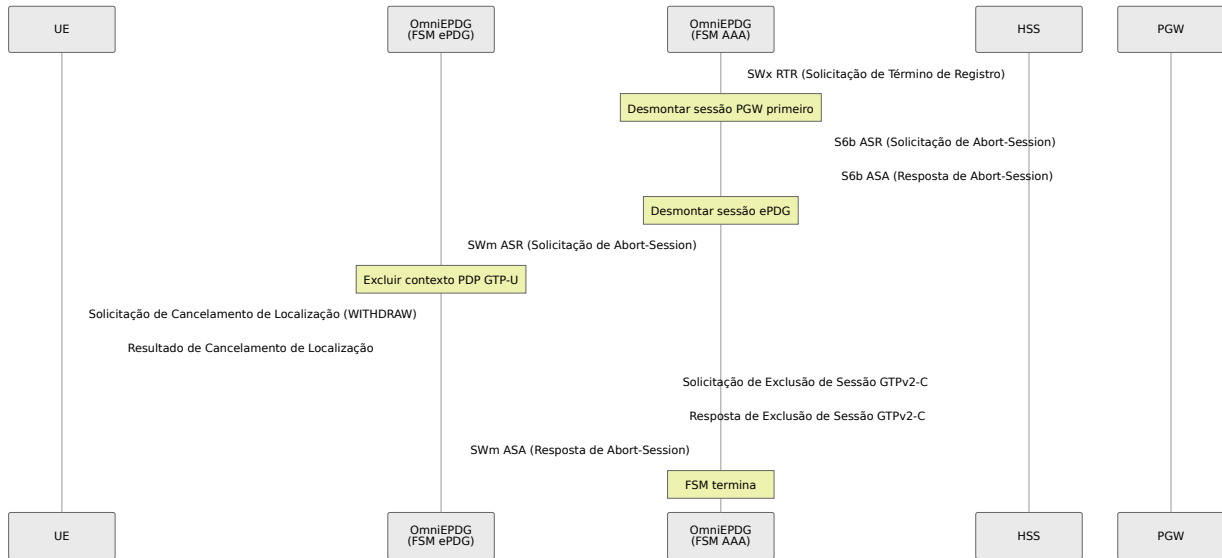 UE
OmniEPDG
(FSM ePDG)
OmniEPDG
(FSM AAA)
HSS
PGW
SWx RTR (Solicitação de Término de Registro)
Desmontar sessão PGW primeiro
S6b ASR (Solicitação de Abort-Session)
S6b ASA (Resposta de Abort-Session)
Desmontar sessão ePDG
SWm ASR (Solicitação de Abort-Session)
Excluir contexto PDP GTP-U
Solicitação de Cancelamento de Localização (WITHDRAW)
Resultado de Cancelamento de Localização
Solicitação de Exclusão de Sessão GTPv2-C
Resposta de Exclusão de Sessão GTPv2-C
SWm ASA (Resposta de Abort-Session)
FSM termina
UE
OmniEPDG
(FSM ePDG)
OmniEPDG
(FSM AAA)
HSS
PGW